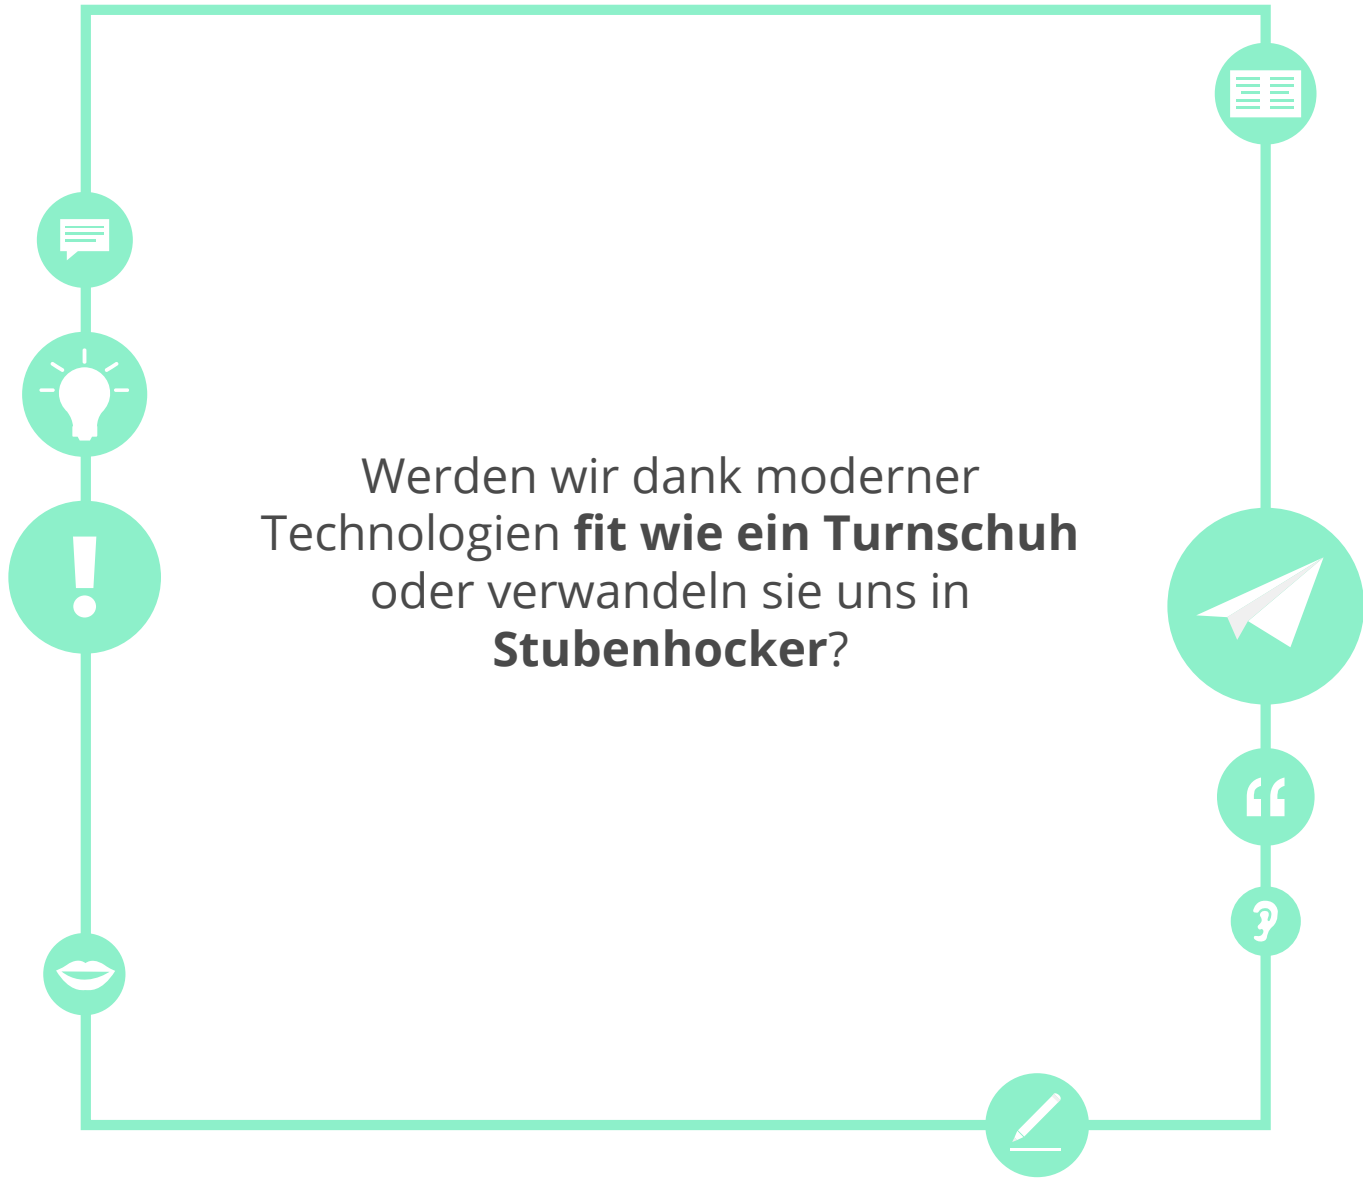 Werden wir dank moderner
Technologien fit wie ein Turnschuh
oder verwandeln sie uns in
Stubenhocker?